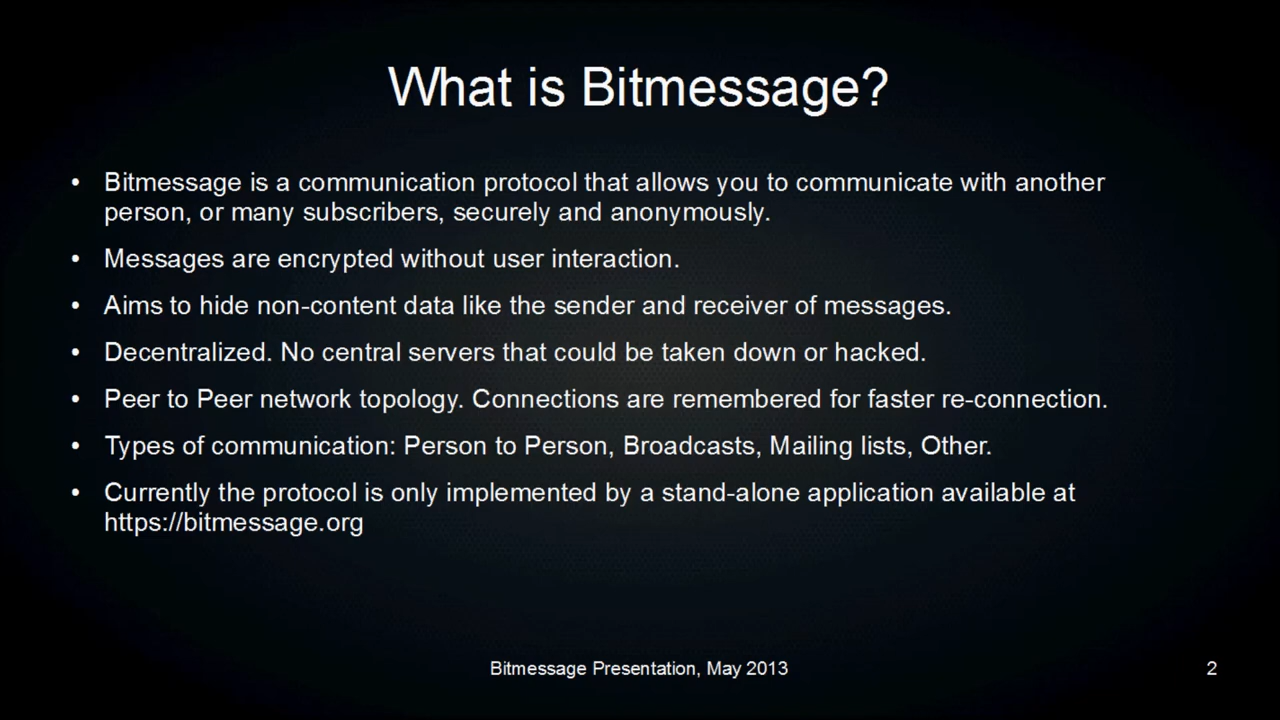 What is Bitmessage?
• Bitmessage is a communication protocol that allows you to communicate with another
person, or many subscribers, securely and anonymously.
• Messages are encrypted without user interaction.
• Aims to hide non-content data like the sender and receiver of messages.
• Decentralized. No central servers that could be taken down or hacked.
• Peer to Peer network topology. Connections are remembered for faster re-connection.
• Types of communication: Person to Person, Broadcasts, Mailing lists, Other.
• Currently the protocol is only implemented by a stand-alone application available at
https://bitmessage.org
Bitmessage Presentation, May 2013
2